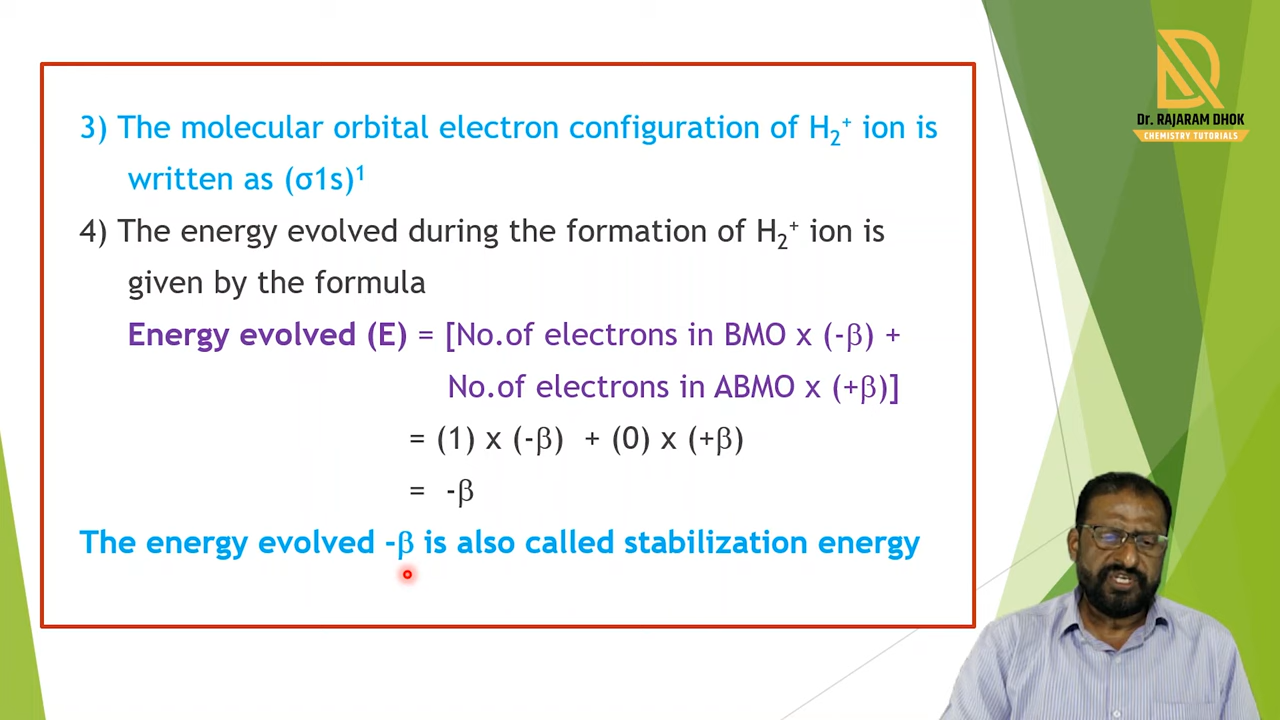 3) The molecular orbital electron configuration of H₂⁺ ion is
written as (σ1s)¹
4) The energy evolved during the formation of H₂⁺ ion is
given by the formula
Energy evolved (E) = [No.of electrons in BMO x (-β) +
No.of electrons in ABMO x (+β)]
= (1) x (-β) + (0) x (+β)
= -β
The energy evolved -β is also called stabilization energy
Dr. RAJARAM DHOK
CHEMISTRY TUTORIALS